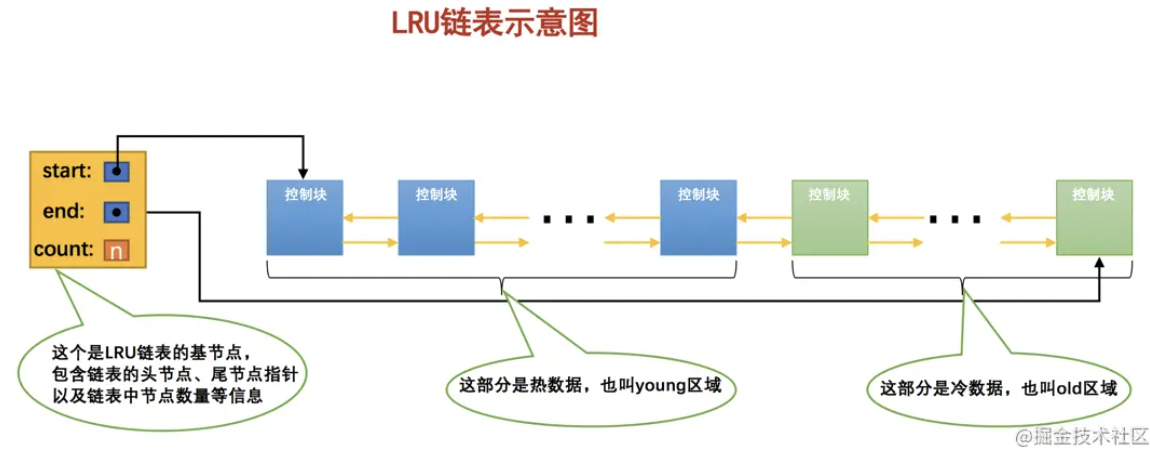 LRU链表示意图
start:
end:
count: n
控制块
控制块
...
控制块
控制块
...
控制块
这个是LRU链表的基节点，
包含链表的头节点、尾节点指针
以及链表中节点数量等信息
这部分是热数据，也叫young区域
这部分是冷数据，也叫old区域
@掘金技术社区